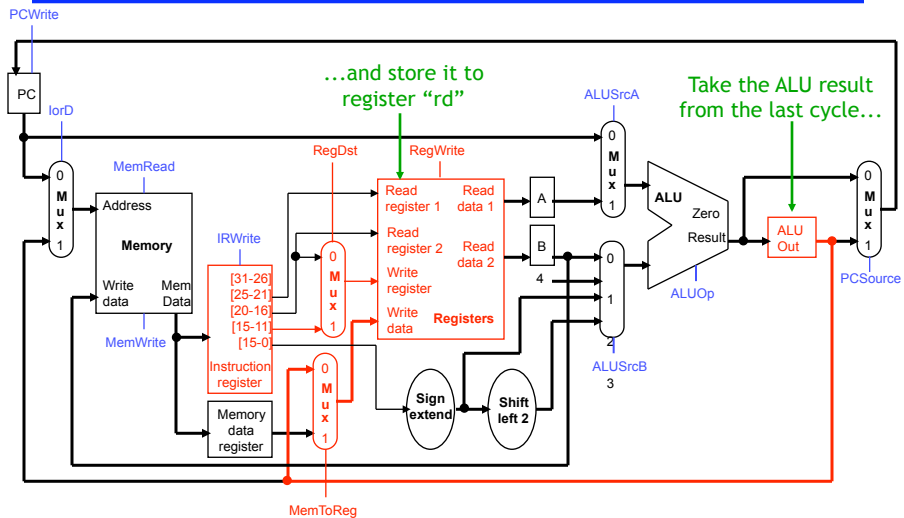 PCWrite
PC
IorD
0
M
u
x
1
MemRead
Address
Memory
Write
data
Mem
Data
MemWrite
IRWrite
[31-26]
[25-21]
[20-16]
[15-11]
[15-0]
Instruction
register
Memory
data
register
RegDst
0
M
u
x
1
0
M
u
x
1
MemToReg
...and store it to
register “rd”
RegWrite
Read
register 1
Read
data 1
Read
register 2
Read
data 2
Write
register
Write
data
Registers
A
B
4
Sign
extend
Shift
left 2
ALUSrcA
0
M
u
x
1
0
1
2
ALUSrcB
3
ALU
Zero
Result
ALUOp
Take the ALU result
from the last cycle...
ALU
Out
0
M
u
x
1
PCSource